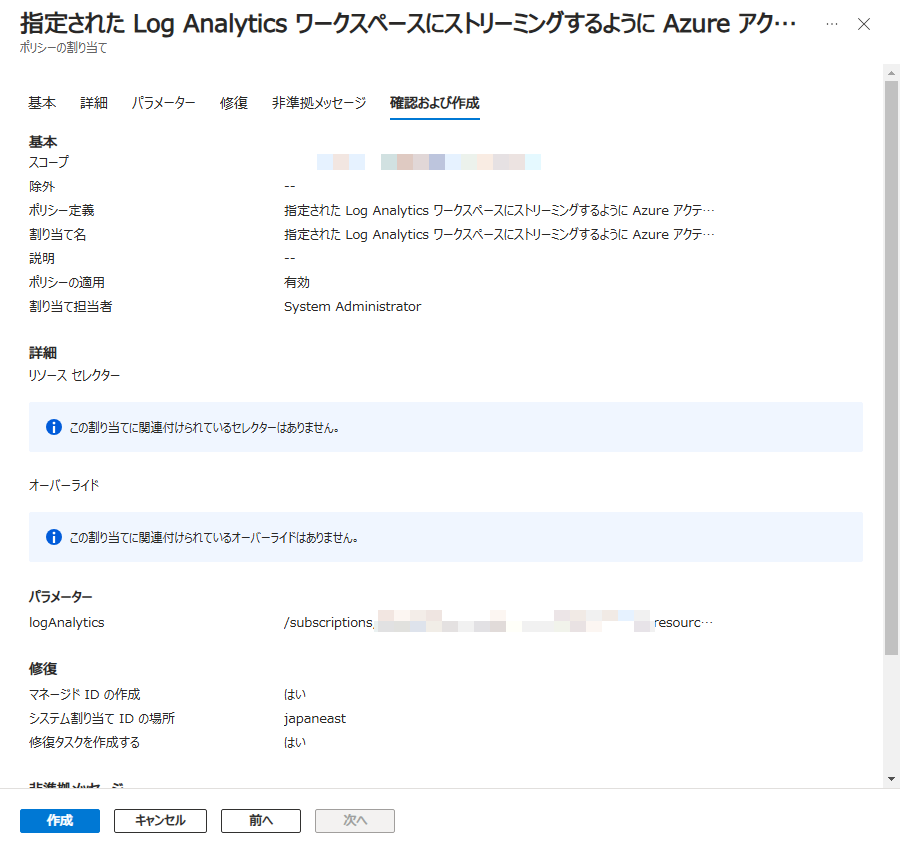 指定された Log Analytics ワークスペースにストリーミングするように Azure アク…
ポリシーの割り当て
基本 詳細 パラメーター 修復 非準拠メッセージ 確認および作成
基本
スコープ
除外 --
ポリシー定義 指定された Log Analytics ワークスペースにストリーミングするように Azure アクテ…
割り当て名 指定された Log Analytics ワークスペースにストリーミングするように Azure アクテ…
説明 --
ポリシーの適用 有効
割り当て担当者 System Administrator
詳細
リソース セレクター
この割り当てに関連付けられているセレクターはありません。
オーバーライド
この割り当てに関連付けられているオーバーライドはありません。
パラメーター
logAnalytics /subscriptions resourc…
修復
マネージド ID の作成 はい
システム割り当て ID の場所 japaneast
修復タスクを作成する はい
非準拠メッセージ
作成 キャンセル 前へ 次へ